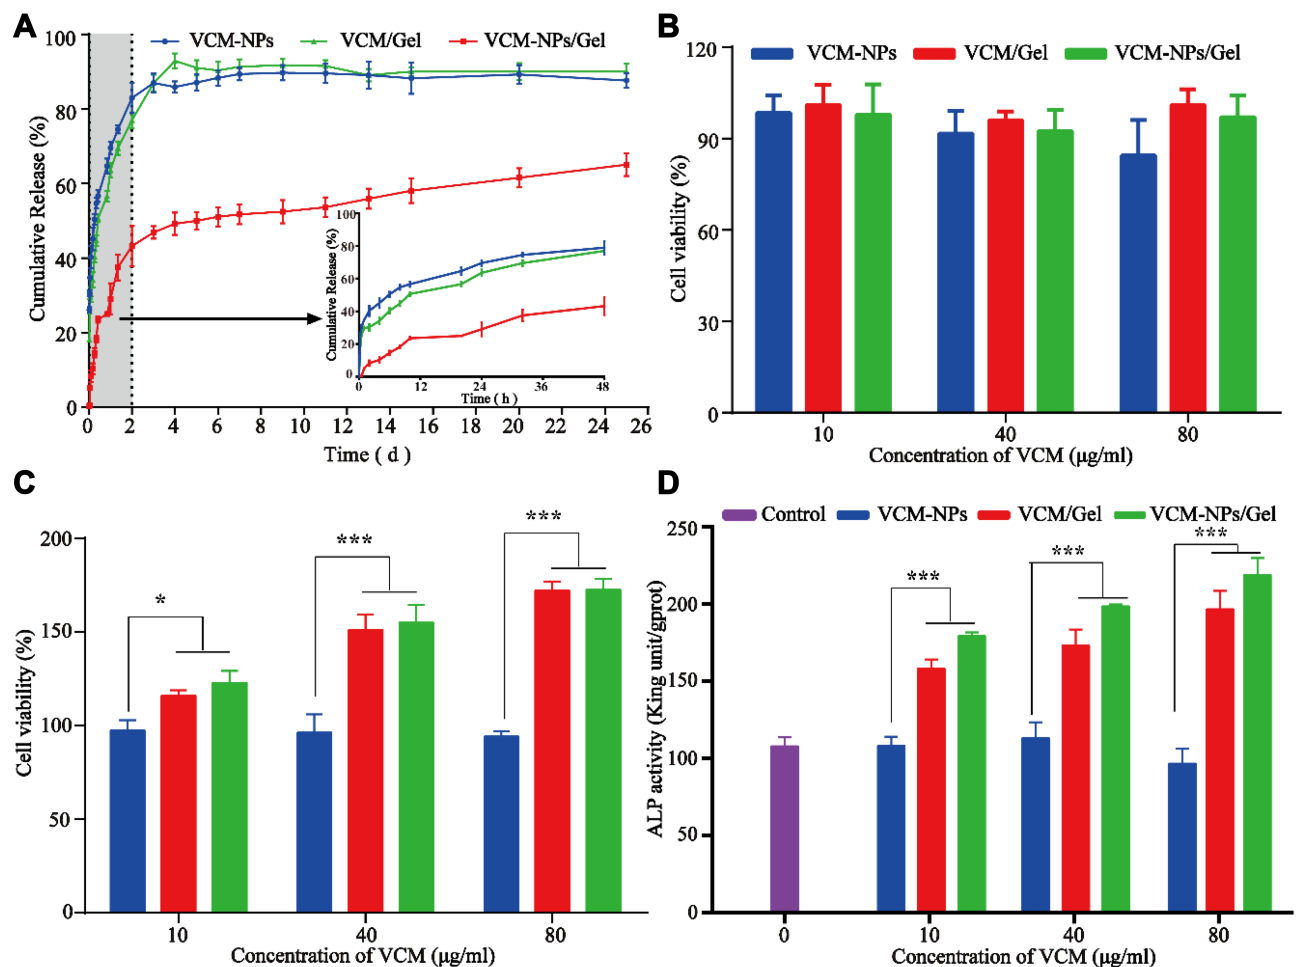 A
VCM-NPs VCM/Gel VCM-NPs/Gel
Cumulative Release (%)
100
80
60
40
20
0
0 2 4 6 8 10 12 14 16 18 20 22 24 26
Time ( d )
Cumulative Release (%)
100
80
60
40
20
0
0 12 24 36 48
Time ( h )
B
VCM-NPs VCM/Gel VCM-NPs/Gel
Cell viability (%)
120
90
60
30
0
10 40 80
Concentration of VCM (μg/ml)
C
Cell viability (%)
200
150
100
50
0
* *** ***
10 40 80
Concentration of VCM (μg/ml)
D
Control VCM-NPs VCM/Gel VCM-NPs/Gel
ALP activity (King unit/gprot)
250
200
150
100
50
0
*** *** ***
0 10 40 80
Concentration of VCM (μg/ml)